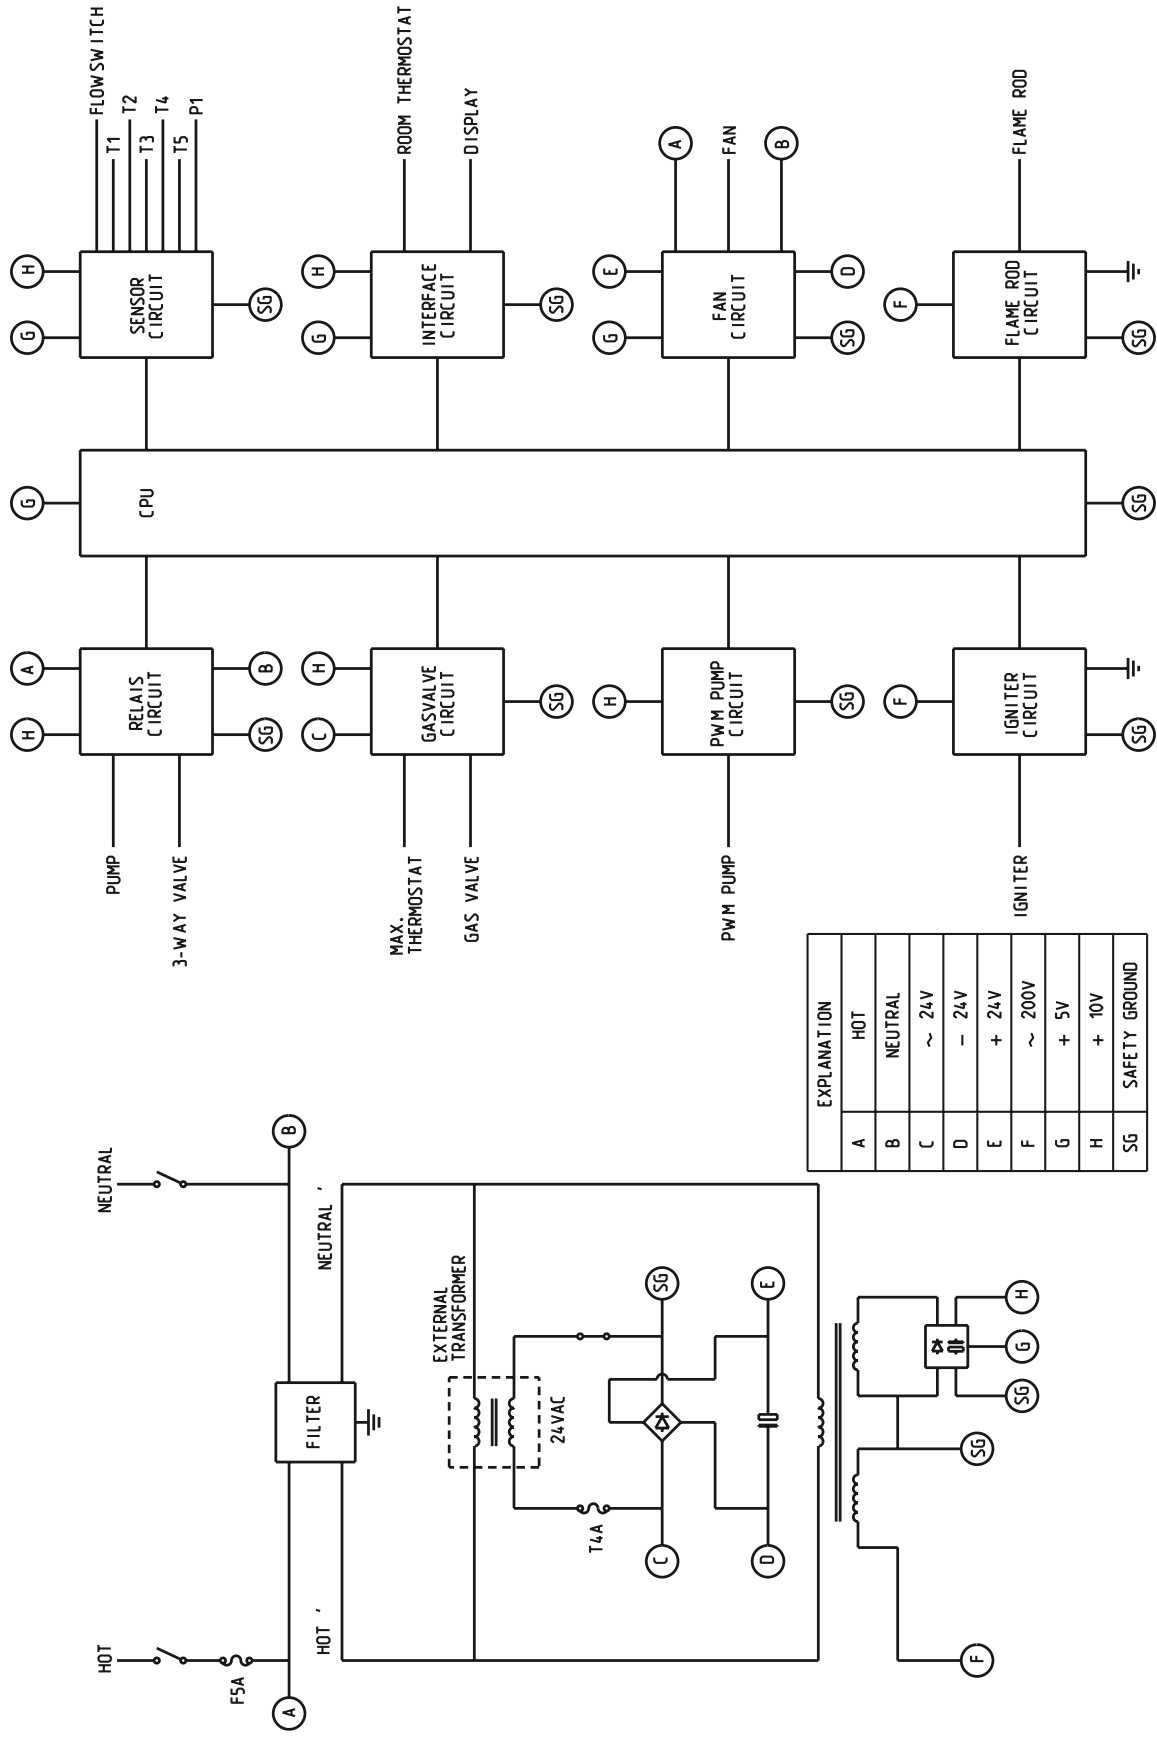 HOT
NEUTRAL
F5A
A
FILTER
B
HOT '
NEUTRAL '
EXTERNAL
TRANSFORMER
24VAC
T4A
C
SG
D
E
F
SG
SG
G
H
EXPLANATION
A HOT
B NEUTRAL
C ~ 24V
D - 24V
E + 24V
F ~ 200V
G + 5V
H + 10V
SG SAFETY GROUND
H
A
PUMP
3-WAY VALVE
RELAIS
CIRCUIT
SG
B
C
H
MAX.
THERMOSTAT
GAS VALVE
GASVALVE
CIRCUIT
SG
H
PWM PUMP
PWM PUMP
CIRCUIT
SG
F
IGNITER
IGNITER
CIRCUIT
SG
G
CPU
SG
G
H
SENSOR
CIRCUIT
FLOWSWITCH
T1
T2
T3
T4
T5
P1
SG
G
H
INTERFACE
CIRCUIT
ROOM THERMOSTAT
DISPLAY
SG
G
E
FAN
CIRCUIT
A
FAN
B
SG
D
F
FLAME ROD
CIRCUIT
FLAME ROD
SG